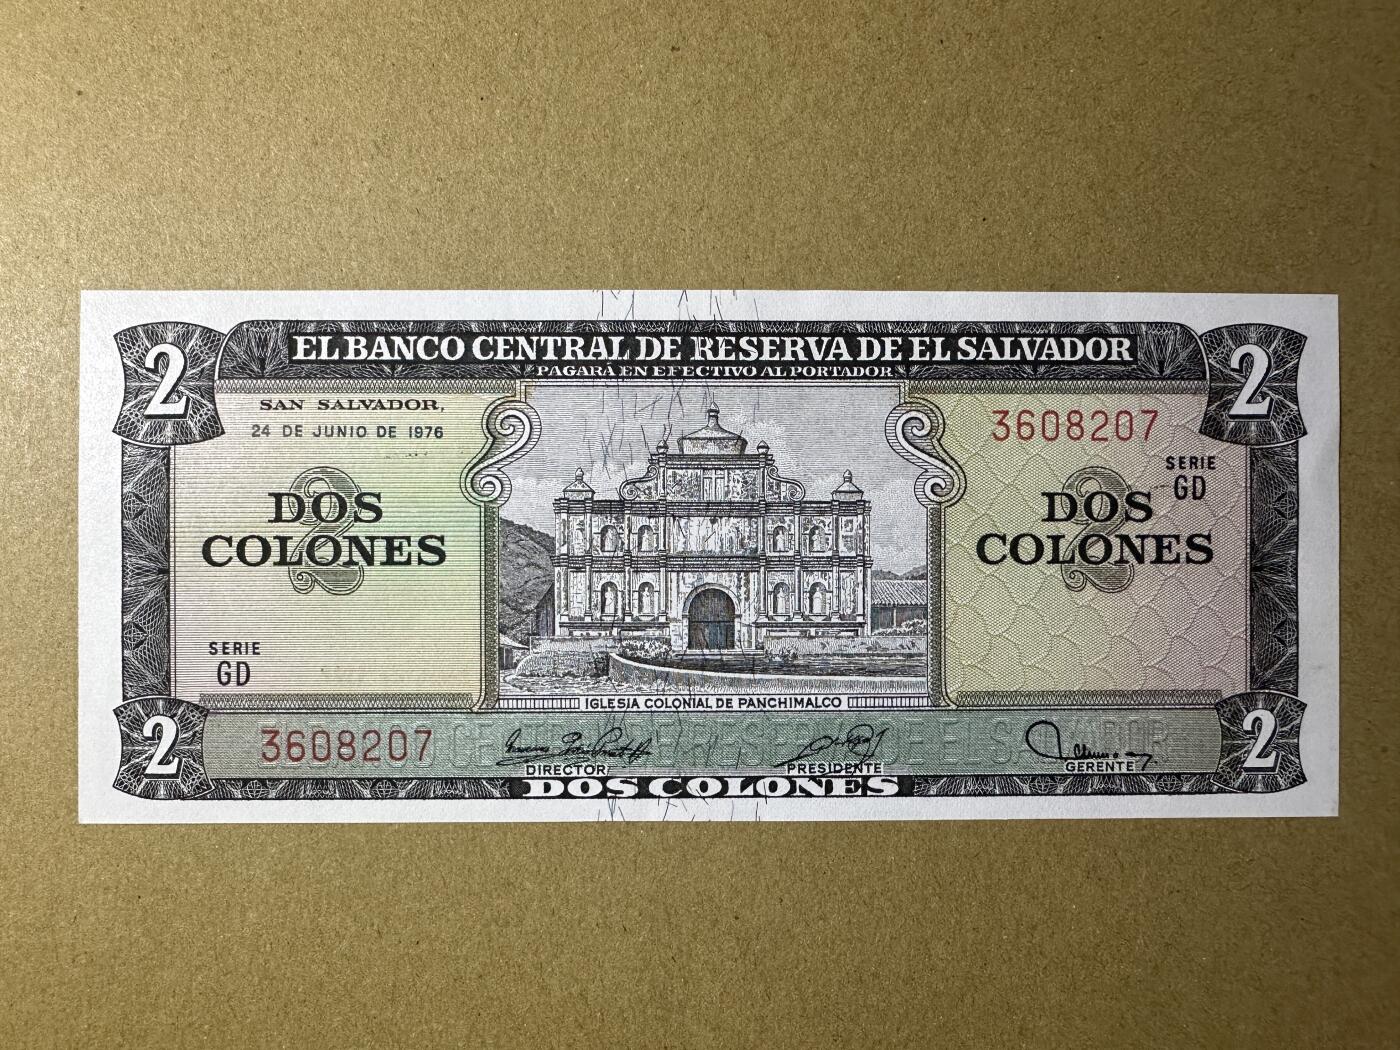 2
EL BANCO CENTRAL DE RESERVA DE EL SALVADOR
2
PAGARÁ EN EFECTIVO AL PORTADOR
SAN SALVADOR,
24 DE JUNIO DE 1976
3608207
SERIE
GD
2
DOS
COLONES
2
DOS
COLONES
SERIE
GD
IGLESIA COLONIAL DE PANCHIMALCO
2
3608207
DIRECTOR
PRESIDENTE
GERENTE
2
DOS COLONES